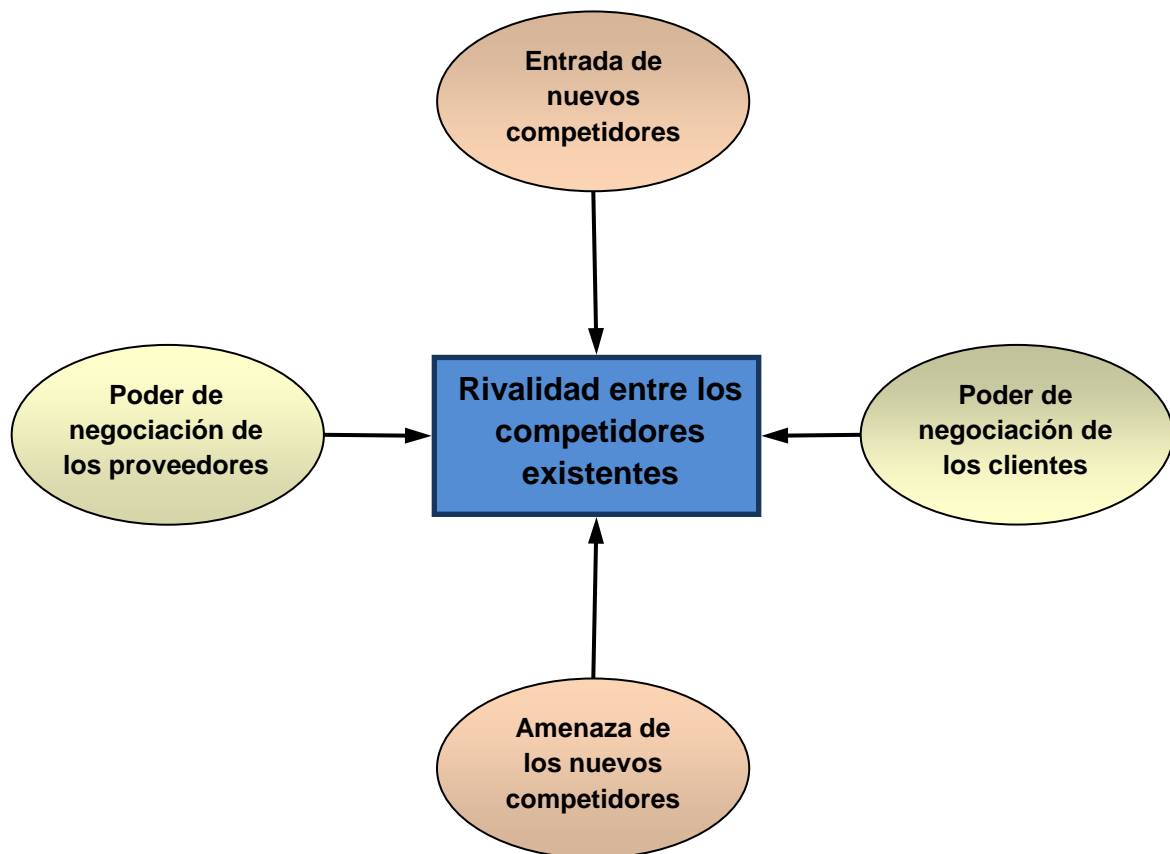 Entrada de
nuevos
competidores
Poder de
negociación de
los proveedores
Rivalidad entre los
competidores
existentes
Poder de
negociación de
los clientes
Amenaza de
los nuevos
competidores